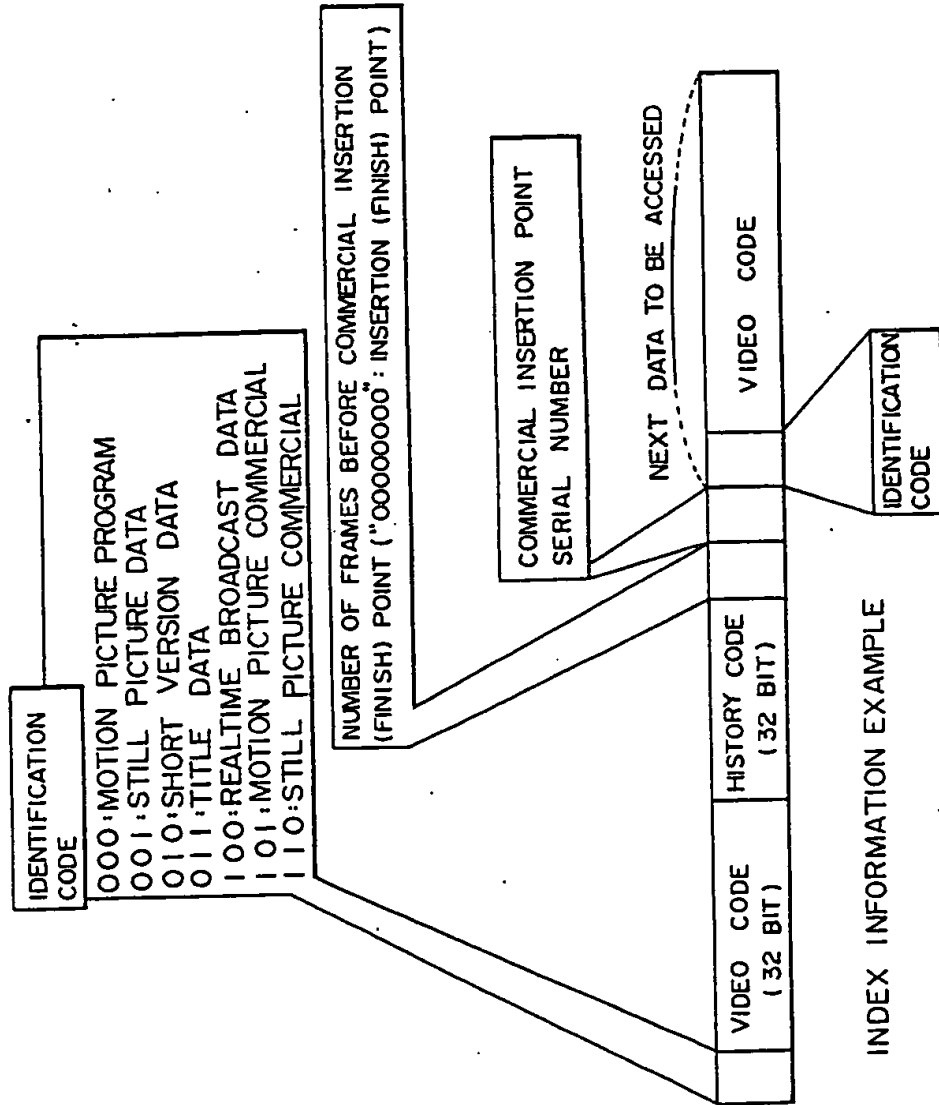 IDENTIFICATION
CODE
000:MOTION PICTURE PROGRAM
001:STILL PICTURE DATA
010:SHORT VERSION DATA
011:TITLE DATA
100:REALTIME BROADCAST DATA
101:MOTION PICTURE COMMERCIAL
110:STILL PICTURE COMMERCIAL
NUMBER OF FRAMES BEFORE COMMERCIAL INSERTION
(FINISH) POINT ("0000000": INSERTION (FINISH) POINT)
COMMERCIAL INSERTION POINT
SERIAL NUMBER
NEXT DATA TO BE ACCESSED
VIDEO CODE
(32 BIT)
HISTORY CODE
(32 BIT)
VIDEO CODE
IDENTIFICATION
CODE
INDEX INFORMATION EXAMPLE